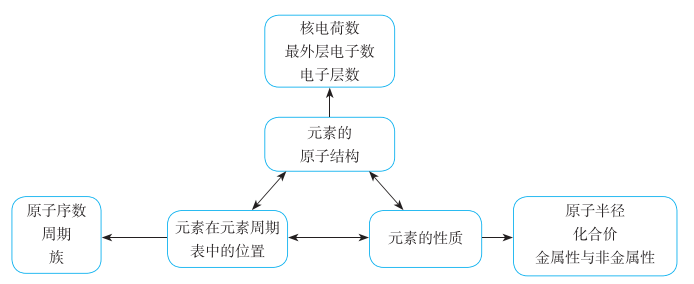 核电荷数
最外层电子数
电子层数
元素的
原子结构
原子序数
周期
族
元素在元素周期
表中的位置
元素的性质
原子半径
化合价
金属性与非金属性